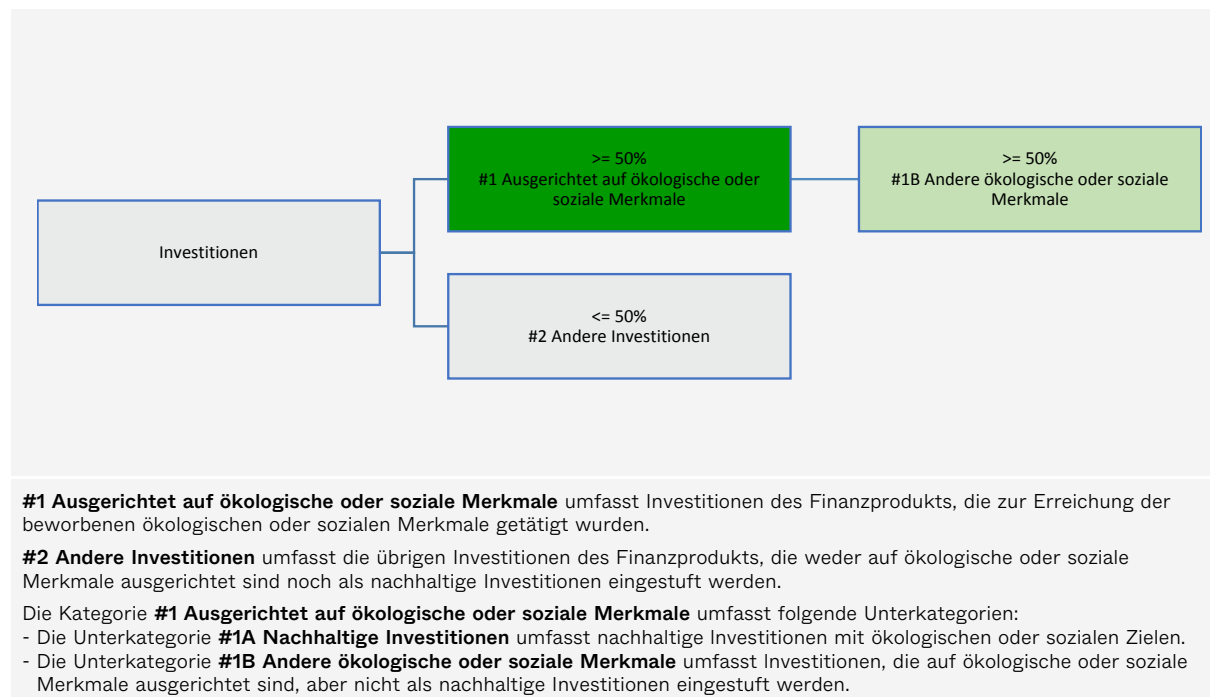 >= 50%
#1 Ausgerichtet auf ökologische oder
soziale Merkmale
>= 50%
#1B Andere ökologische oder soziale
Merkmale
Investitionen
<= 50%
#2 Andere Investitionen
#1 Ausgerichtet auf ökologische oder soziale Merkmale umfasst Investitionen des Finanzprodukts, die zur Erreichung der
beworbenen ökologischen oder sozialen Merkmale getätigt wurden.
#2 Andere Investitionen umfasst die übrigen Investitionen des Finanzprodukts, die weder auf ökologische oder soziale
Merkmale ausgerichtet sind noch als nachhaltige Investitionen eingestuft werden.
Die Kategorie #1 Ausgerichtet auf ökologische oder soziale Merkmale umfasst folgende Unterkategorien:
- Die Unterkategorie #1A Nachhaltige Investitionen umfasst nachhaltige Investitionen mit ökologischen oder sozialen Zielen.
- Die Unterkategorie #1B Andere ökologische oder soziale Merkmale umfasst Investitionen, die auf ökologische oder soziale
Merkmale ausgerichtet sind, aber nicht als nachhaltige Investitionen eingestuft werden.